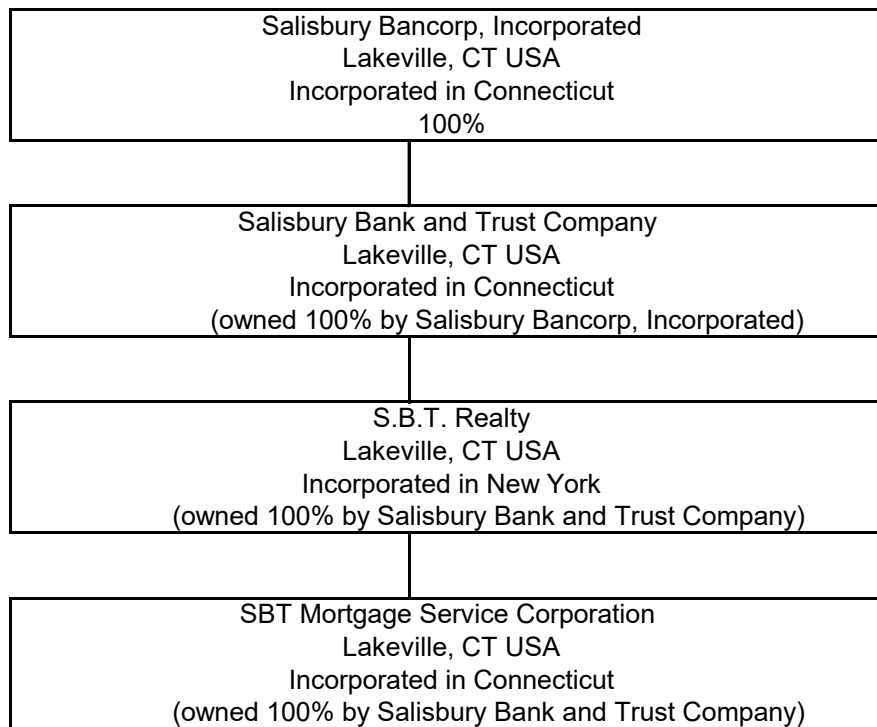 Salisbury Bancorp, Incorporated
Lakeville, CT USA
Incorporated in Connecticut
100%
Salisbury Bank and Trust Company
Lakeville, CT USA
Incorporated in Connecticut
(owned 100% by Salisbury Bancorp, Incorporated)
S.B.T. Realty
Lakeville, CT USA
Incorporated in New York
(owned 100% by Salisbury Bank and Trust Company)
SBT Mortgage Service Corporation
Lakeville, CT USA
Incorporated in Connecticut
(owned 100% by Salisbury Bank and Trust Company)